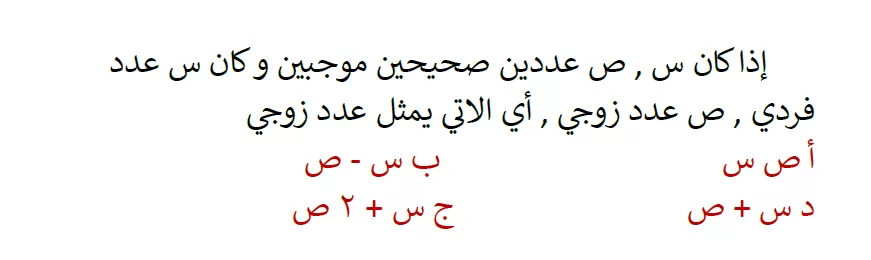 إذا كان س , ص عددين صحيحين موجبين و كان س عدد
فردي , ص عدد زوجي , أي الاتي يمثل عدد زوجي
أ ص س ب س - ص
د س + ص ج س + ٢ ص